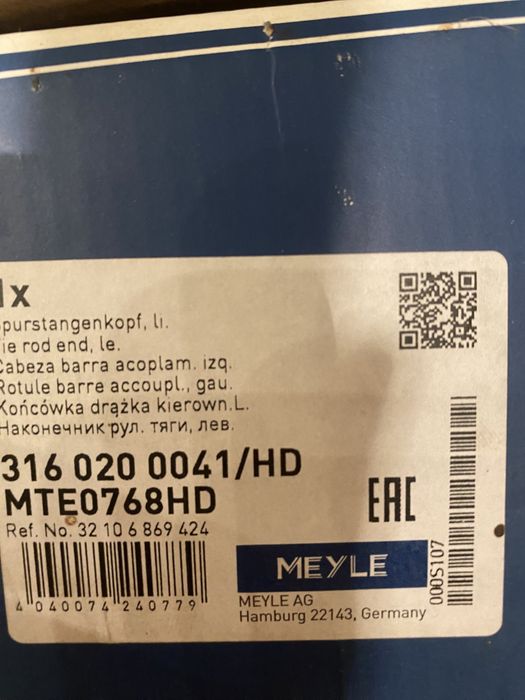 1x
purstangenkopf, li.
ie rod end, le.
Cabeza barra acoplam. izq.
Rotule barre accoupl., gau.
Końcówka drążka kierown.L.
Наконечник рул. тяги, лев.
316 020 0041/HD
MTE0768HD
Ref. No. 32 10 6 869 424
4 040074 240779
EAC
MEYLE
MEYLE AG
Hamburg 22143, Germany
000S107